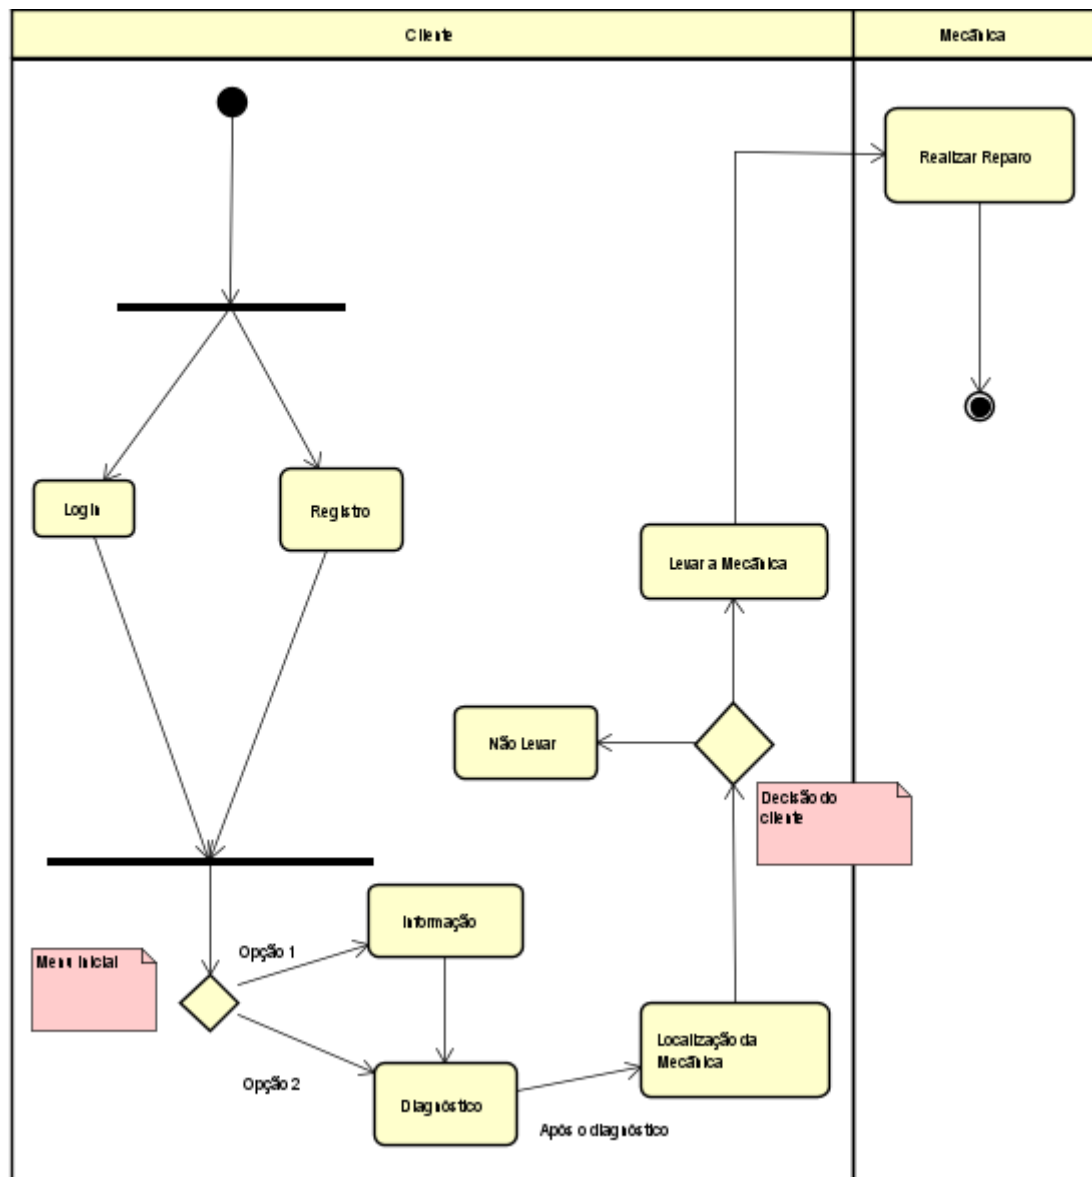 Cliente
Mecânica
Realizar Reparo
Login
Registro
Levar a Mecânica
Não Levar
Decisão do
cliente
Informação
Opção 1
Menu Inicial
Localização da
Mecânica
Opção 2
Diagnóstico
Após o diagnóstico